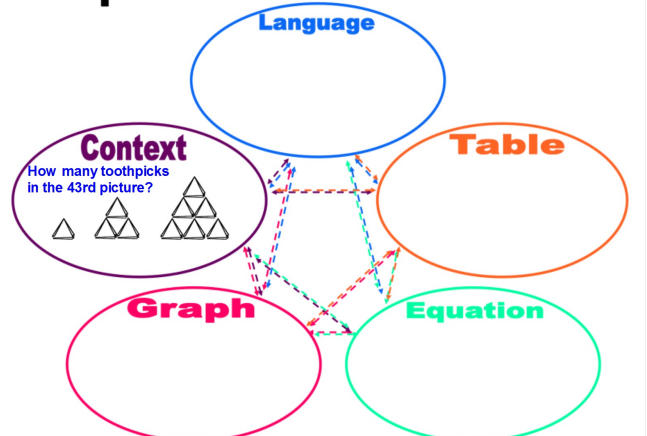 Language
Context
How many toothpicks
in the 43rd picture?
Table
Graph
Equation